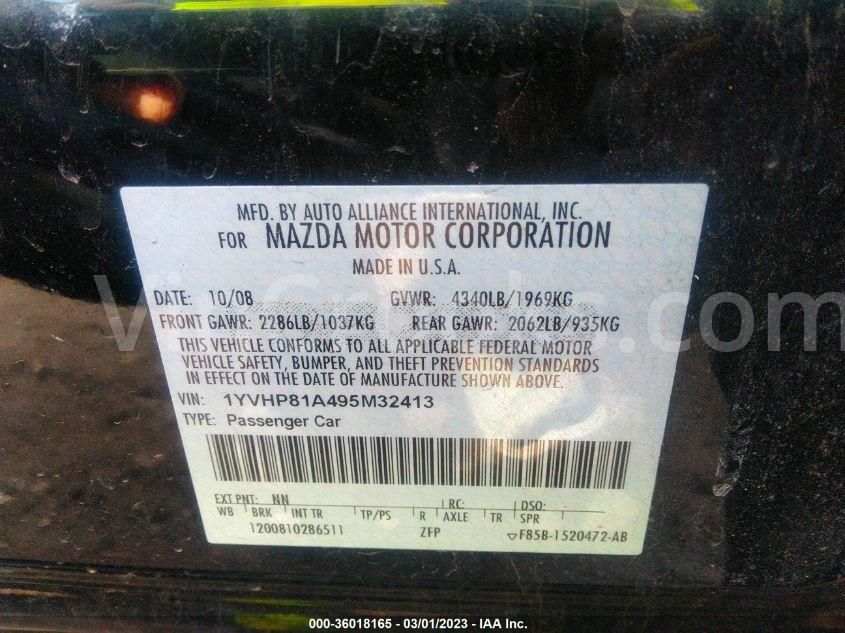 MFD. BY AUTO ALLIANCE INTERNATIONAL, INC.
FOR MAZDA MOTOR CORPORATION
MADE IN U.S.A.
DATE: 10/08 GVWR: 4340LB/1969KG
FRONT GAWR: 2286LB/1037KG REAR GAWR: 2062LB/935KG
THIS VEHICLE CONFORMS TO ALL APPLICABLE FEDERAL MOTOR
VEHICLE SAFETY, BUMPER, AND THEFT PREVENTION STANDARDS
IN EFFECT ON THE DATE OF MANUFACTURE SHOWN ABOVE.
VIN: 1YVHP81A495M32413
TYPE: Passenger Car
EXT PNT: NN RC: DSO:
WB BRK INT TR TP/PS R AXLE TR SPR
1200810286511 ZFP ▽F85B-1520472-AB
000-36018165 — 03/01/2023 — IAA Inc.